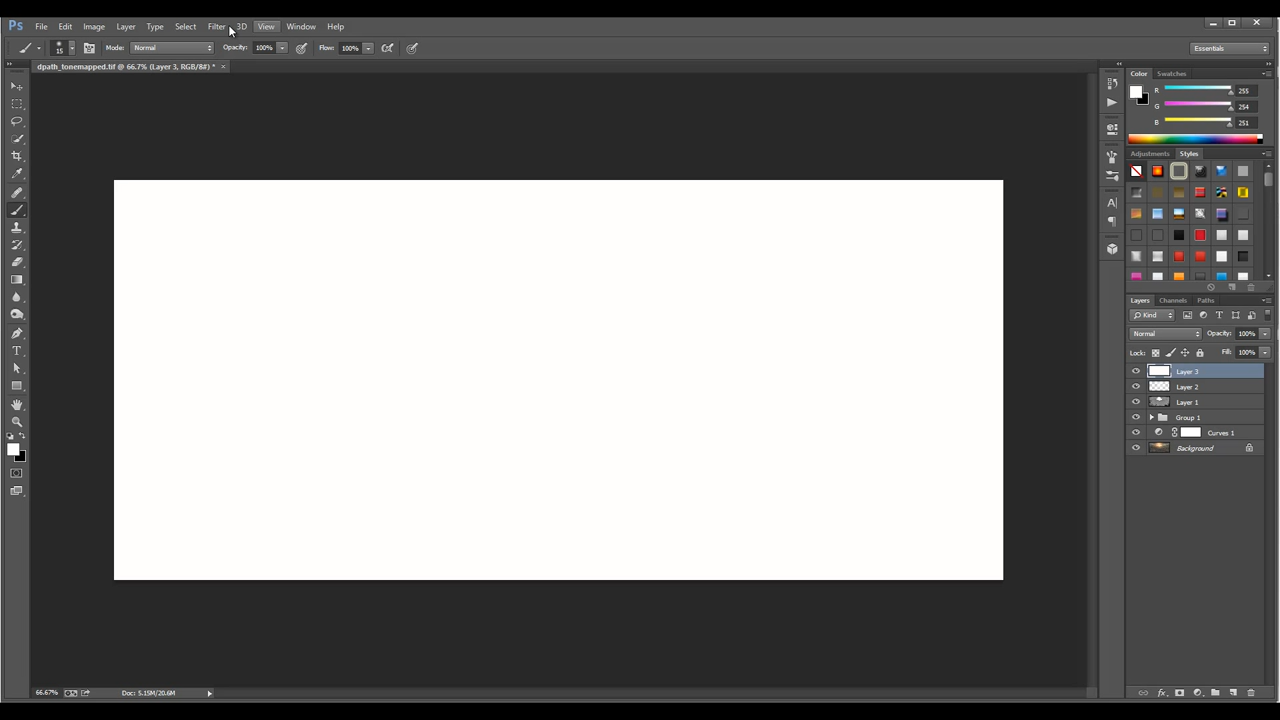 Ps File Edit Image Layer Type Select Filter 3D View Window Help
15 Mode: Normal Opacity: 100% Flow: 100% Essentials
dpath_tonemapped.tif @ 66.7% (Layer 3, RGB/8#) * ×
Color Swatches
R 255
G 254
B 251
Adjustments Styles
Layers Channels Paths
Kind
Normal Opacity: 100%
Lock: Fill: 100%
Layer 3
Layer 2
Layer 1
Group 1
Curves 1
Background
66.67% Doc: 5.15M/20.6M